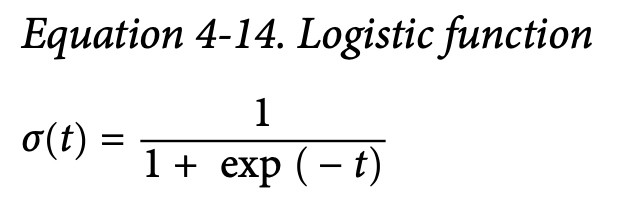 Equation 4-14. Logistic function
σ(t) = 1 / (1 + exp ( − t))